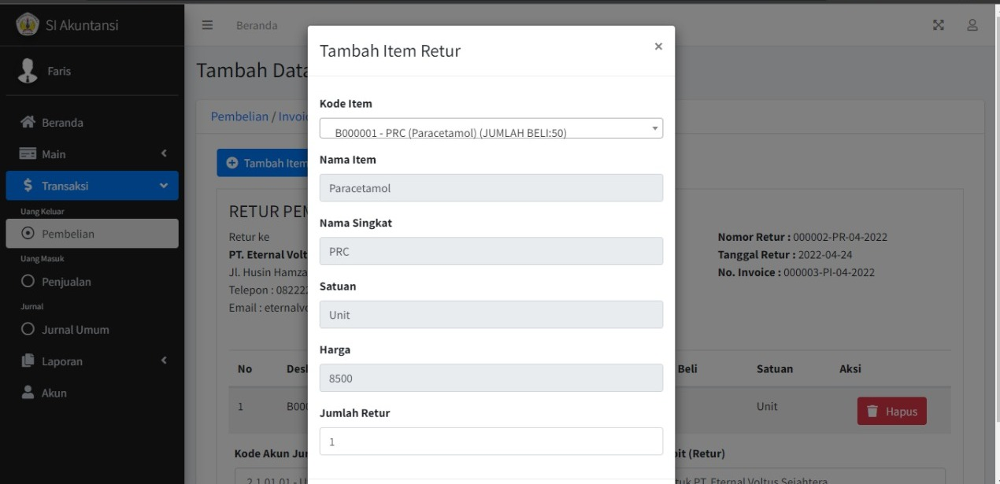 SI Akuntansi
Beranda
Faris
Beranda
Main
Transaksi
Uang Keluar
Pembelian
Uang Masuk
Penjualan
Jurnal
Jurnal Umum
Laporan
Akun
Tambah Data
Pembelian / Invoi
Tambah Item
RETUR PEM
Retur ke
PT. Eternal Volt
Jl. Husin Hamza
Telepon : 08222
Email : eternalv
Nomor Retur : 000002-PR-04-2022
Tanggal Retur : 2022-04-24
No. Invoice : 000003-PI-04-2022
No Des Beli Satuan Aksi
1 B00 Unit Hapus
Kode Akun Jur it (Retur)
2.1.01.01 - U tuk PT. Eternal Voltus Sejahtera
Tambah Item Retur
×
Kode Item
B000001 - PRC (Paracetamol) (JUMLAH BELI:50)
Nama Item
Paracetamol
Nama Singkat
PRC
Satuan
Unit
Harga
8500
Jumlah Retur
1